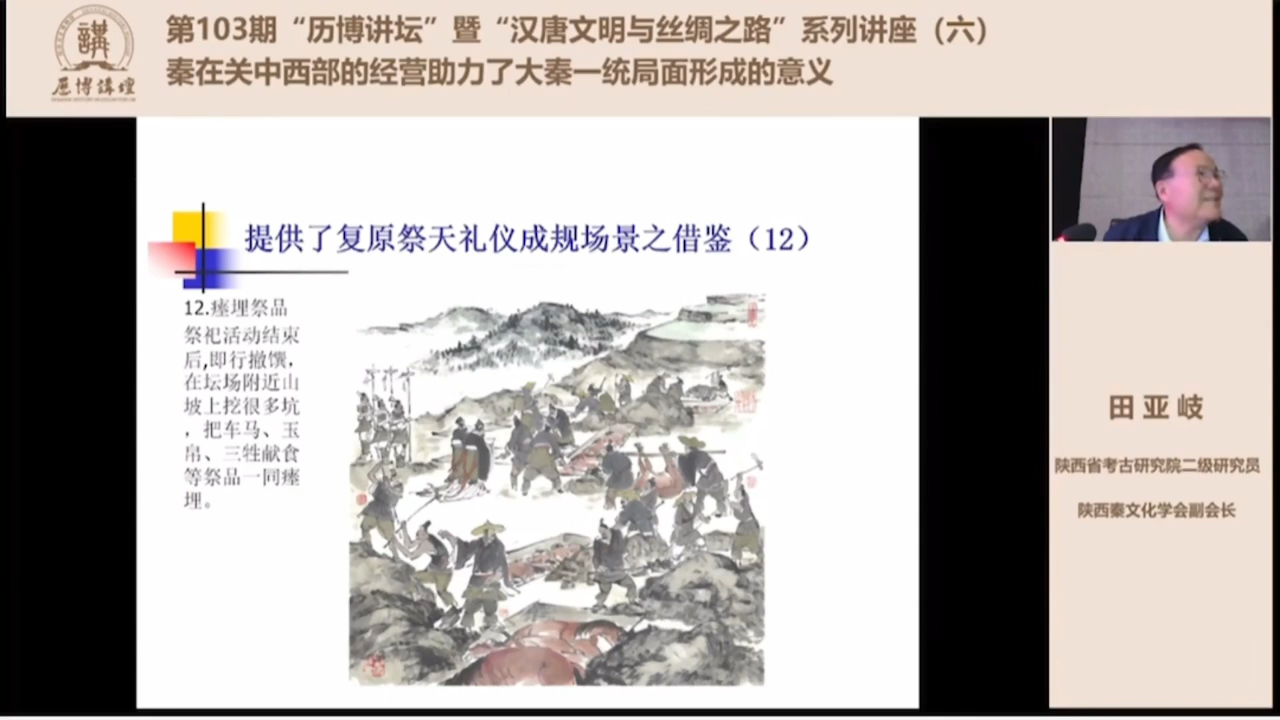 第103期“历博讲坛”暨“汉唐文明与丝绸之路”系列讲座（六）
秦在关中西部的经营助力了大秦一统局面形成的意义
講
历博講壇
提供了复原祭天礼仪成规场景之借鉴（12）
12.瘗埋祭品
祭祀活动结束
后,即行撤馔，
在坛场附近山
坡上挖很多坑
，把车马、玉
帛、三牲献食
等祭品一同瘗
埋。
田亚岐
陕西省考古研究院二级研究员
陕西秦文化学会副会长